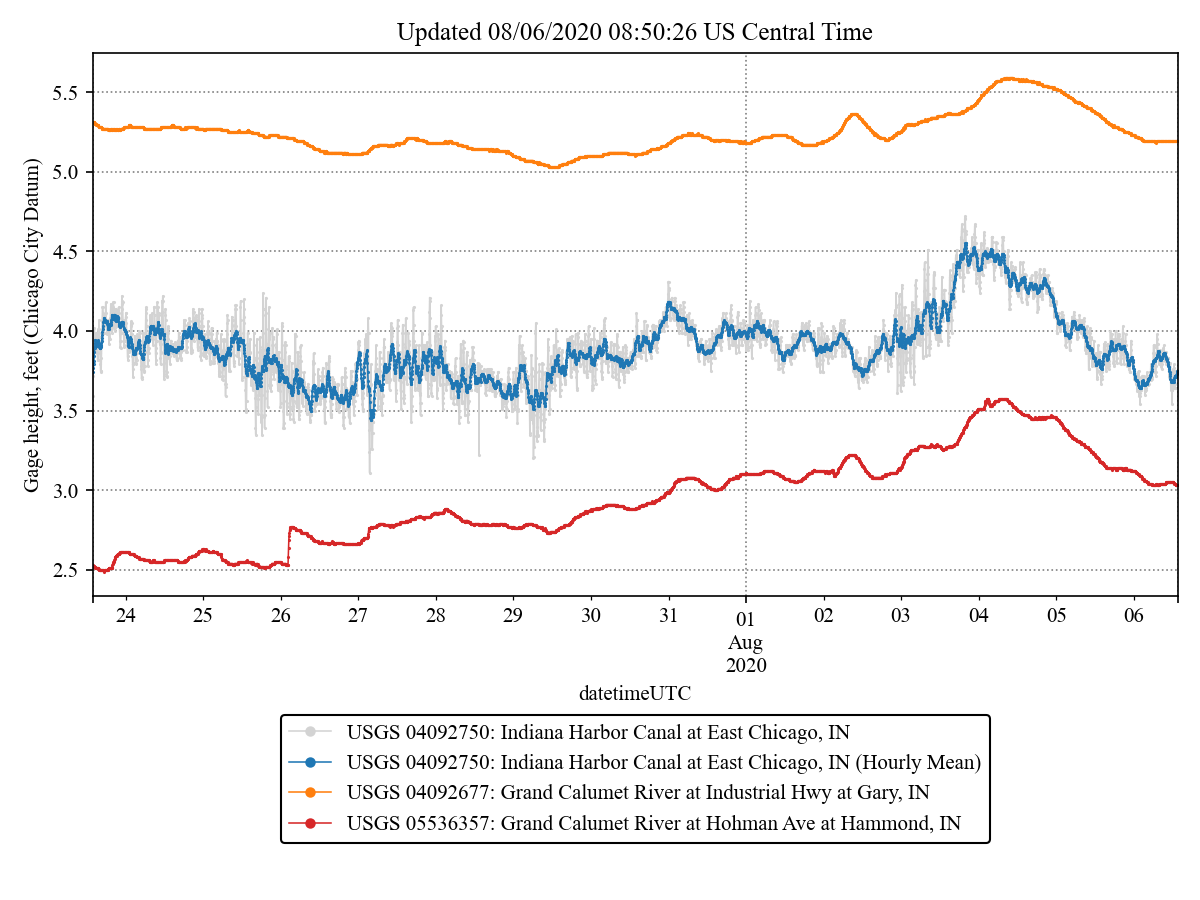 Updated 08/06/2020 08:50:26 US Central Time
Gage height, feet (Chicago City Datum)
5.5
5.0
4.5
4.0
3.5
3.0
2.5
24 25 26 27 28 29 30 31 01 02 03 04 05 06
Aug
2020
datetimeUTC
USGS 04092750: Indiana Harbor Canal at East Chicago, IN
USGS 04092750: Indiana Harbor Canal at East Chicago, IN (Hourly Mean)
USGS 04092677: Grand Calumet River at Industrial Hwy at Gary, IN
USGS 05536357: Grand Calumet River at Hohman Ave at Hammond, IN